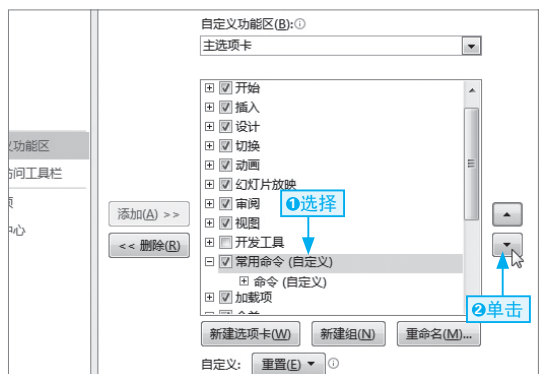 自定义功能区(B):
主选项卡
开始
插入
设计
切换
义功能区
动画
访问工具栏
幻灯片放映
❶选择
审阅
添加(A) >>
视图
中心
开发工具
<< 删除(R)
常用命令 (自定义)
命令 (自定义)
加载项
❷单击
新建选项卡(W) 新建组(N) 重命名(M)...
自定义: 重置(E)